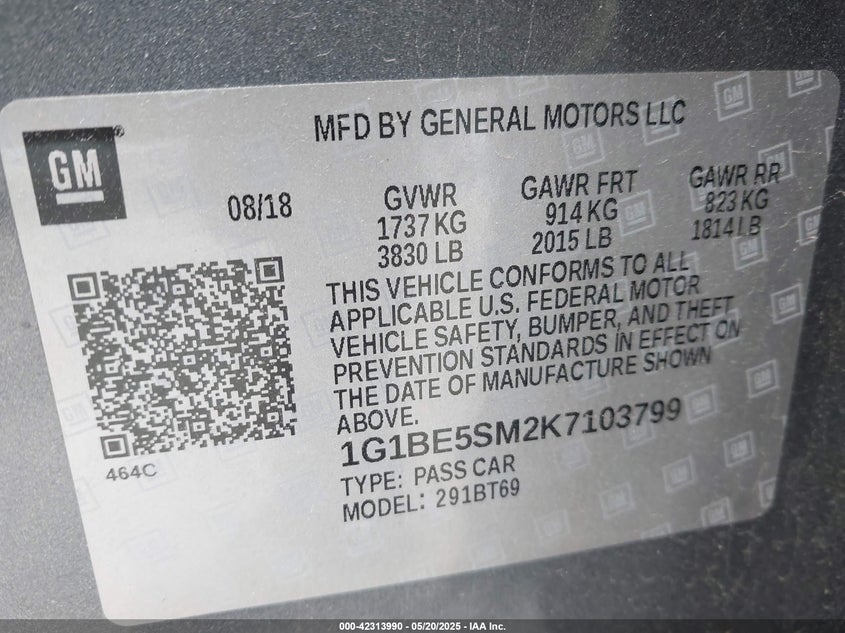 MFD BY GENERAL MOTORS LLC
GM®
08/18
GVWR
1737 KG
3830 LB
GAWR FRT
914 KG
2015 LB
GAWR RR
823 KG
1814 LB
THIS VEHICLE CONFORMS TO ALL
APPLICABLE U.S. FEDERAL MOTOR
VEHICLE SAFETY, BUMPER, AND THEFT
PREVENTION STANDARDS IN EFFECT ON
THE DATE OF MANUFACTURE SHOWN
ABOVE.
1G1BE5SM2K7103799
TYPE: PASS CAR
MODEL: 291BT69
464C
000-42313990 - 05/20/2025 - IAA Inc.